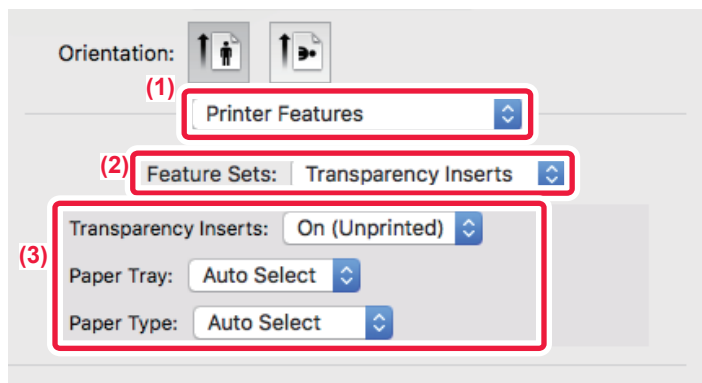 Orientation:
(1)
Printer Features
(2)
Feature Sets: Transparency Inserts
(3)
Transparency Inserts: On (Unprinted)
Paper Tray: Auto Select
Paper Type: Auto Select